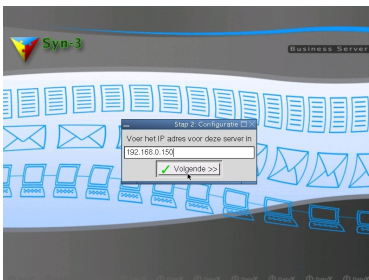 Syn-3
Business Server
Stap 2: Configuratie
Voer het IP adres voor deze server in
192.168.0.150
Volgende >>